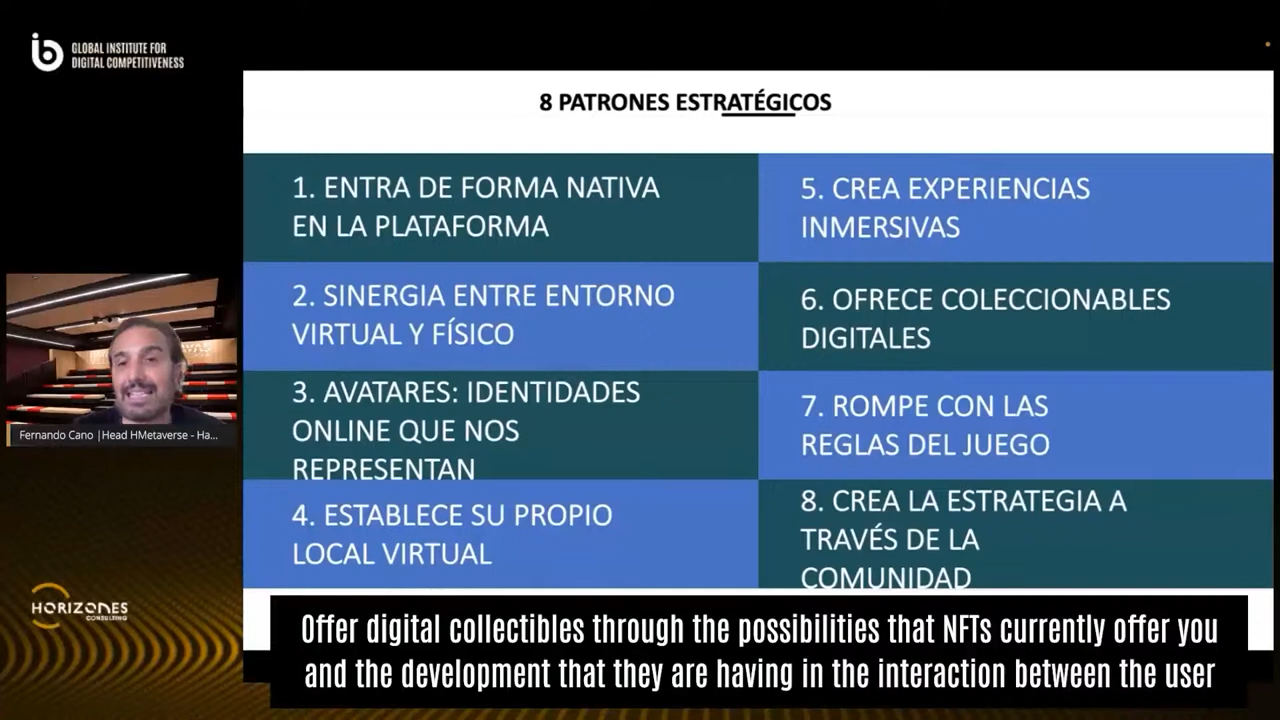 GLOBAL INSTITUTE FOR
DIGITAL COMPETITIVENESS
8 PATRONES ESTRATÉGICOS
1. ENTRA DE FORMA NATIVA
EN LA PLATAFORMA
2. SINERGIA ENTRE ENTORNO
VIRTUAL Y FÍSICO
3. AVATARES: IDENTIDADES
ONLINE QUE NOS
REPRESENTAN
4. ESTABLECE SU PROPIO
LOCAL VIRTUAL
5. CREA EXPERIENCIAS
INMERSIVAS
6. OFRECE COLECCIONABLES
DIGITALES
7. ROMPE CON LAS
REGLAS DEL JUEGO
8. CREA LA ESTRATEGIA A
TRAVÉS DE LA
COMUNIDAD
Fernando Cano |Head HMetaverse - Ha...
HORIZONES
CONSULTING
Offer digital collectibles through the possibilities that NFTs currently offer you
and the development that they are having in the interaction between the user